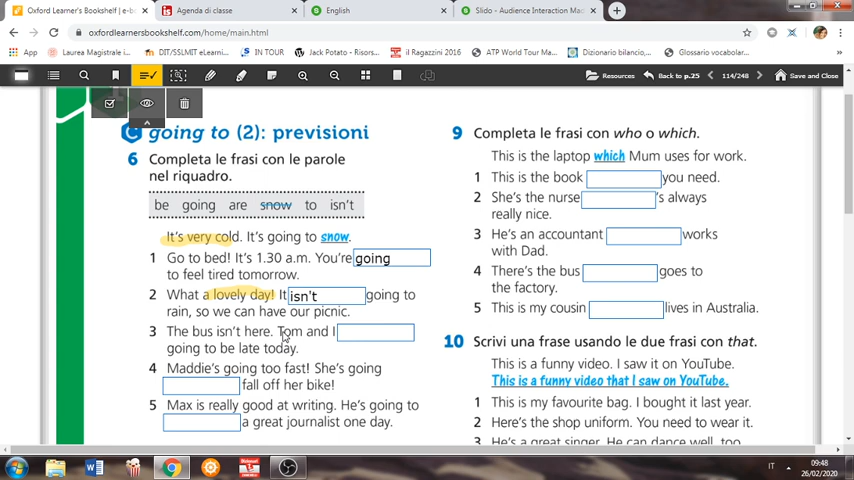 Oxford Learner's Bookshelf | e-b
Agenda di classe
English
Slido - Audience Interaction Mad
oxfordlearnersbookshelf.com/home/main.html
App
Laurea Magistrale i...
DIT/SSLMIT eLearni...
IN TOUR
Jack Potato - Risors...
il Ragazzini 2016
ATP World Tour Ma...
Dizionario bilancio,...
Glossario vocabolar...
Resources
Back to p.25
114/248
Save and Close
C going to (2): previsioni
6 Completa le frasi con le parole
nel riquadro.
be going are snow to isn't
It's very cold. It's going to snow.
1 Go to bed! It's 1.30 a.m. You're going
to feel tired tomorrow.
2 What a lovely day! It isn't going to
rain, so we can have our picnic.
3 The bus isn't here. Tom and I
going to be late today.
4 Maddie's going too fast! She's going
fall off her bike!
5 Max is really good at writing. He's going to
a great journalist one day.
9 Completa le frasi con who o which.
This is the laptop which Mum uses for work.
1 This is the book you need.
2 She's the nurse 's always
really nice.
3 He's an accountant works
with Dad.
4 There's the bus goes to
the factory.
5 This is my cousin lives in Australia.
10 Scrivi una frase usando le due frasi con that.
This is a funny video. I saw it on YouTube.
This is a funny video that I saw on YouTube.
1 This is my favourite bag. I bought it last year.
2 Here's the shop uniform. You need to wear it.
3 He's a great singer. He can dance well, too.
IT
09:48
26/02/2020